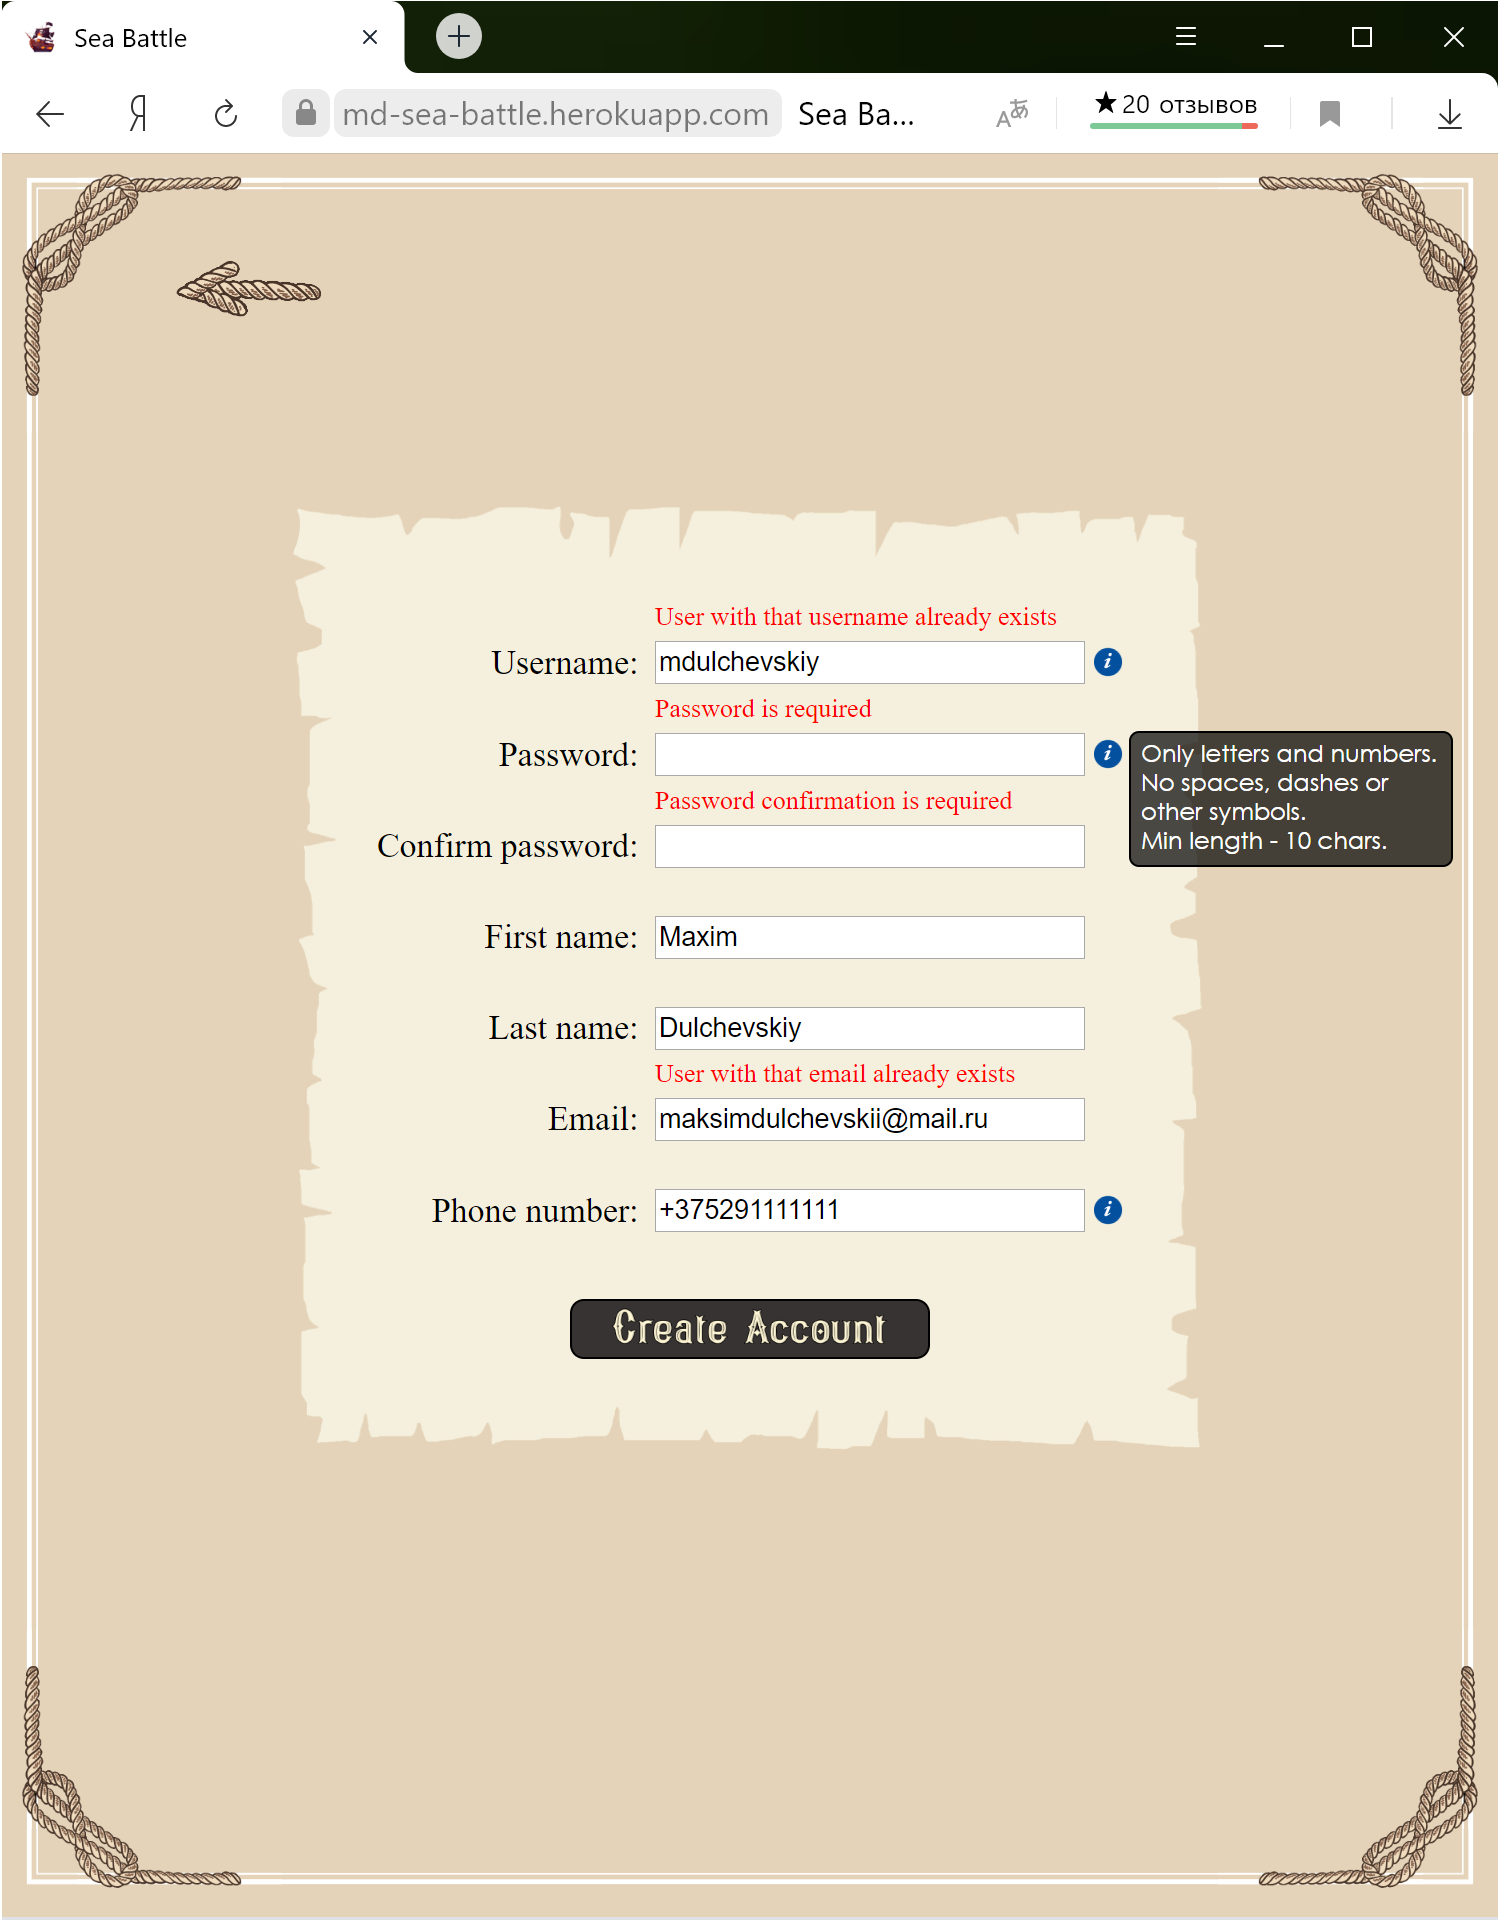 Sea Battle
Я
md-sea-battle.herokuapp.com Sea Ba... ★ 20 отзывов
User with that username already exists
Username: mdulchevskiy
Password is required
Password:
Only letters and numbers.
No spaces, dashes or
other symbols.
Min length - 10 chars.
Password confirmation is required
Confirm password:
First name: Maxim
Last name: Dulchevskiy
User with that email already exists
Email: maksimdulchevskii@mail.ru
Phone number: +375291111111
Create Account